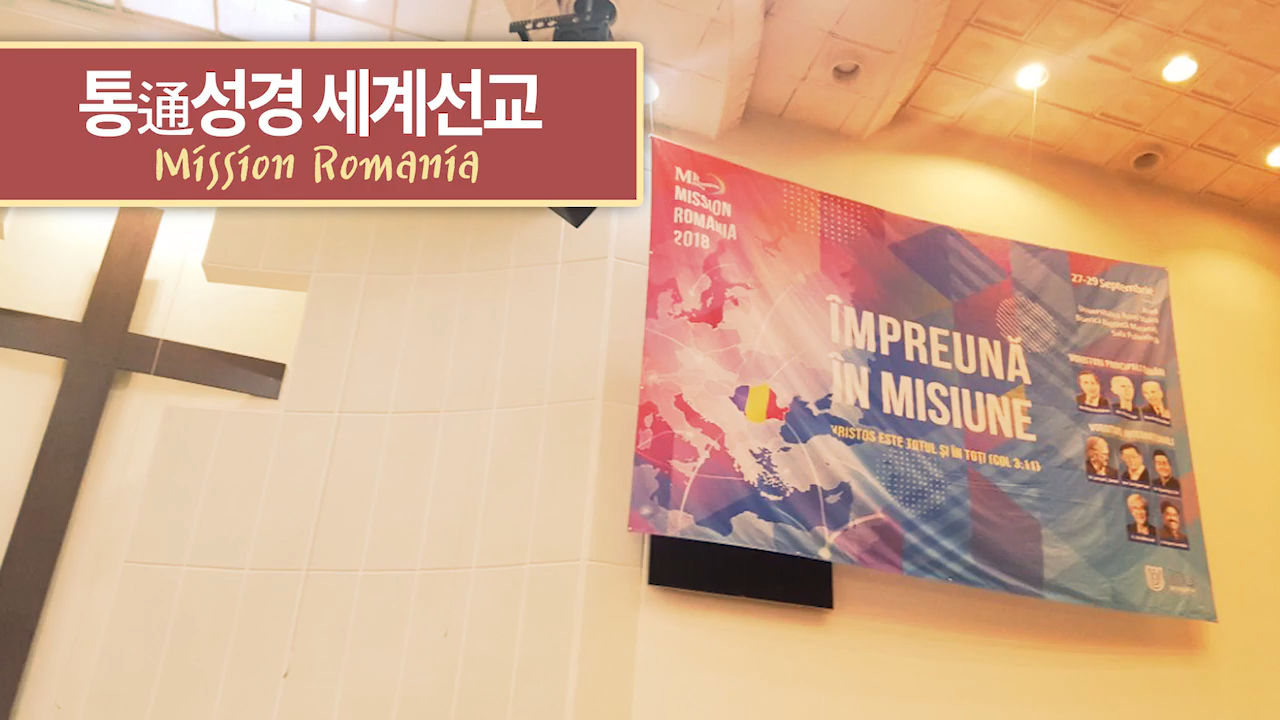 통通성경 세계선교
Mission Romania
MISSION
ROMANIA
2018
27-29 Septembrie
ÎMPREUNĂ
ÎN MISIUNE
HRISTOS ESTE TOTUL ȘI ÎN TOȚI (COL 3:11)